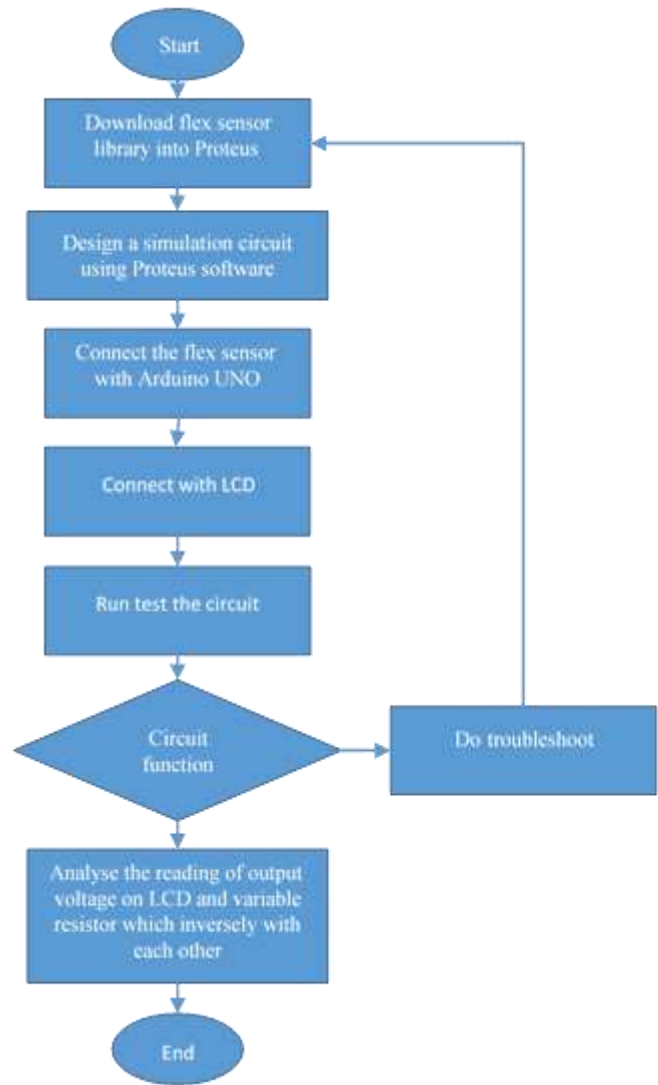 Start
Download flex sensor
library into Proteus
Design a simulation circuit
using Proteus software
Connect the flex sensor
with Arduino UNO
Connect with LCD
Run test the circuit
Circuit
function
Do troubleshoot
Analyse the reading of output
voltage on LCD and variable
resistor which inversely with
each other
End